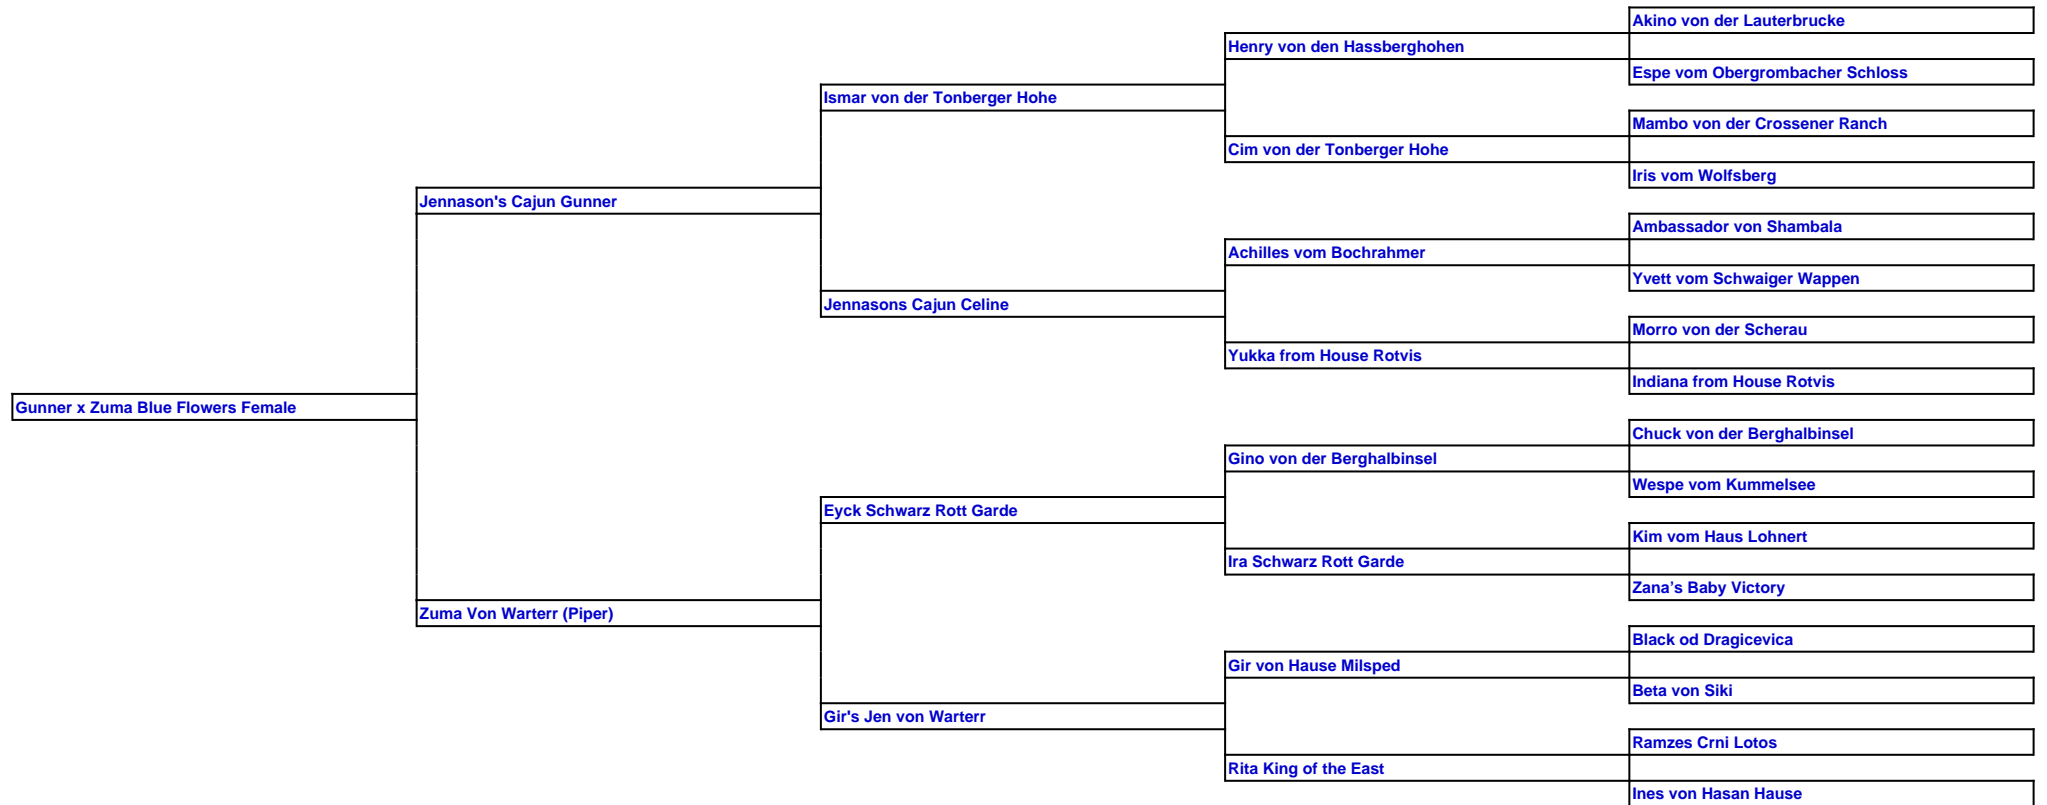 Akino von der Lauterbrucke
Henry von den Hassberghohen
Espe vom Obergrombacher Schloss
Ismar von der Tonberger Hohe
Mambo von der Crossener Ranch
Cim von der Tonberger Hohe
Iris vom Wolfsberg
Jennason's Cajun Gunner
Ambassador von Shambala
Achilles vom Bochrahmer
Yvett vom Schwaiger Wappen
Jennasons Cajun Celine
Morro von der Scherau
Yukka from House Rotvis
Indiana from House Rotvis
Gunner x Zuma Blue Flowers Female
Chuck von der Berghalbinsel
Gino von der Berghalbinsel
Wespe vom Kummelsee
Eyck Schwarz Rott Garde
Kim vom Haus Lohnert
Ira Schwarz Rott Garde
Zana’s Baby Victory
Zuma Von Warterr (Piper)
Black od Dragicevica
Gir von Hause Milsped
Beta von Siki
Gir's Jen von Warterr
Ramzes Crni Lotos
Rita King of the East
Ines von Hasan Hause